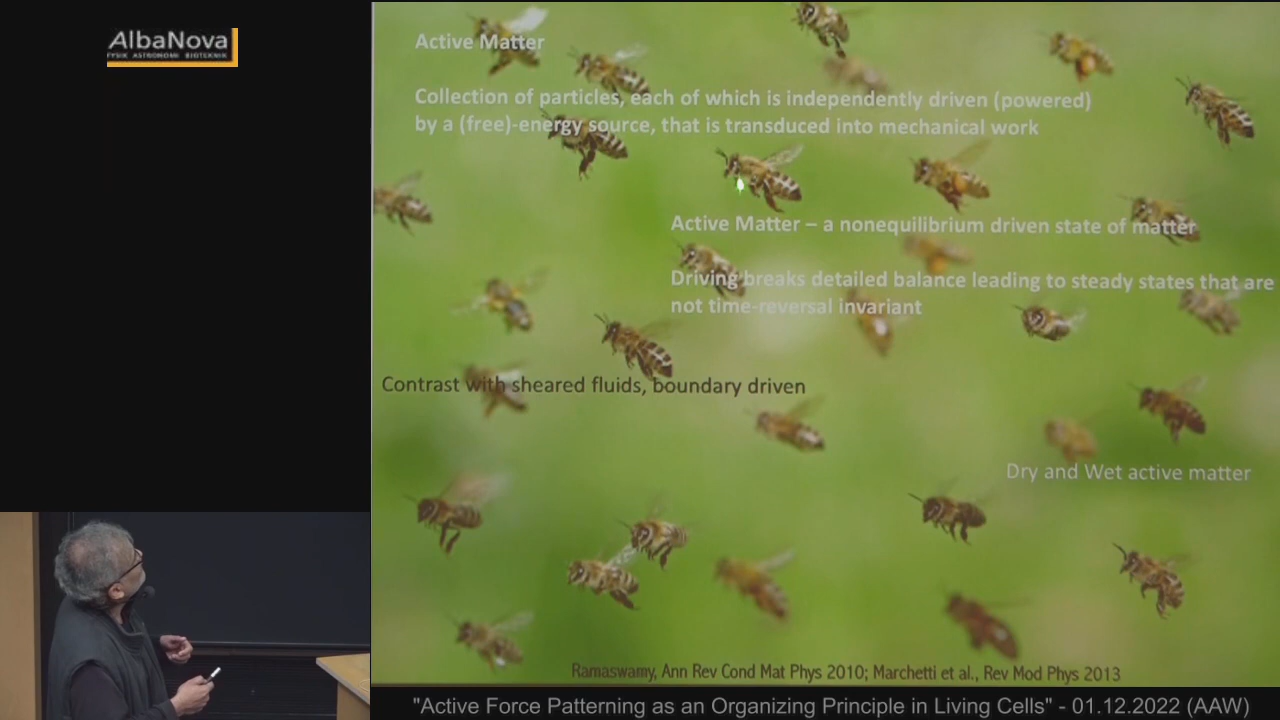 AlbaNova
FYSIK ASTRONOMI BIOTEKNIK
Active Matter
Collection of particles, each of which is independently driven (powered)
by a (free)-energy source, that is transduced into mechanical work
Active Matter – a nonequilibrium driven state of matter
Driving breaks detailed balance leading to steady states that are
not time-reversal invariant
Contrast with sheared fluids, boundary driven
Dry and Wet active matter
Ramaswamy, Ann Rev Cond Mat Phys 2010; Marchetti et al., Rev Mod Phys 2013
"Active Force Patterning as an Organizing Principle in Living Cells" - 01.12.2022 (AAW)